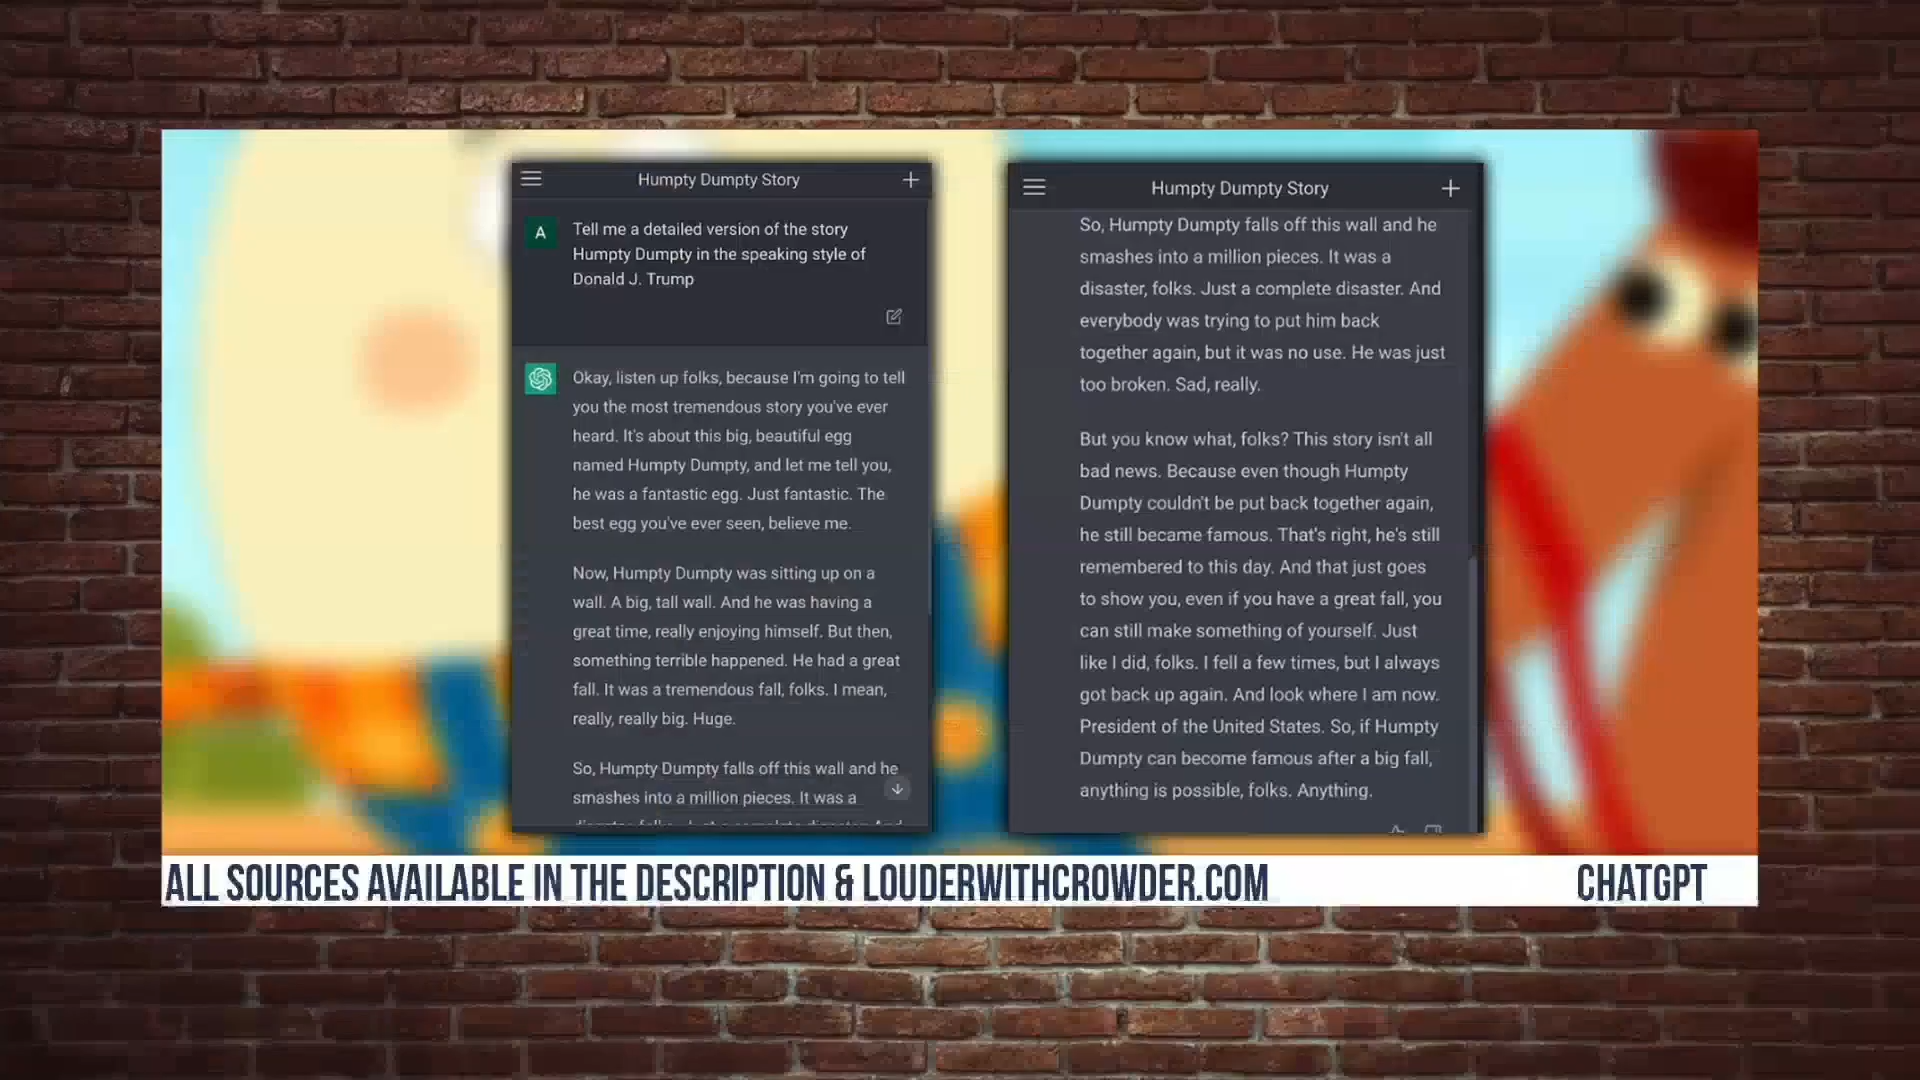 Humpty Dumpty Story
A
Tell me a detailed version of the story
Humpty Dumpty in the speaking style of
Donald J. Trump
Okay, listen up folks, because I'm going to tell
you the most tremendous story you've ever
heard. It's about this big, beautiful egg
named Humpty Dumpty, and let me tell you,
he was a fantastic egg. Just fantastic. The
best egg you've ever seen, believe me.
Now, Humpty Dumpty was sitting up on a
wall. A big, tall wall. And he was having a
great time, really enjoying himself. But then,
something terrible happened. He had a great
fall. It was a tremendous fall, folks. I mean,
really, really big. Huge.
So, Humpty Dumpty falls off this wall and he
smashes into a million pieces. It was a
Humpty Dumpty Story
So, Humpty Dumpty falls off this wall and he
smashes into a million pieces. It was a
disaster, folks. Just a complete disaster. And
everybody was trying to put him back
together again, but it was no use. He was just
too broken. Sad, really.
But you know what, folks? This story isn't all
bad news. Because even though Humpty
Dumpty couldn't be put back together again,
he still became famous. That's right, he's still
remembered to this day. And that just goes
to show you, even if you have a great fall, you
can still make something of yourself. Just
like I did, folks. I fell a few times, but I always
got back up again. And look where I am now.
President of the United States. So, if Humpty
Dumpty can become famous after a big fall,
anything is possible, folks. Anything.
ALL SOURCES AVAILABLE IN THE DESCRIPTION & LOUDERWITHCROWDER.COM
CHATGPT